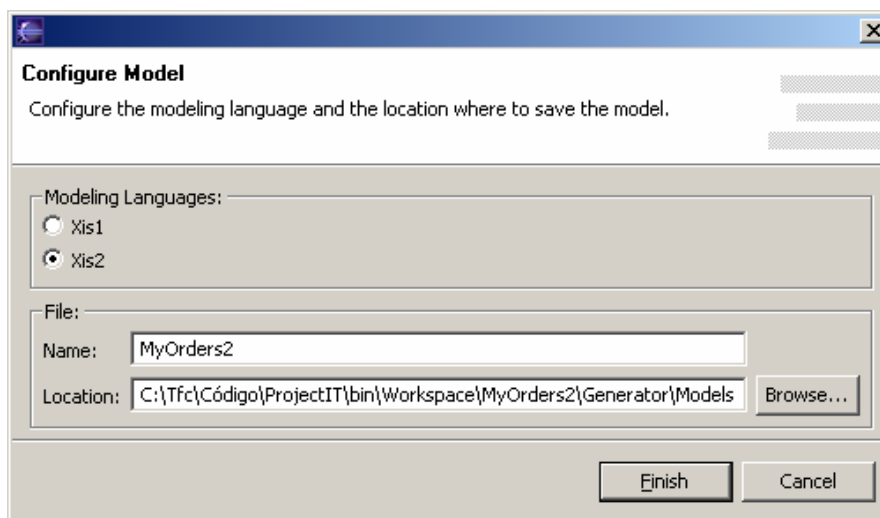 Configure Model
Configure the modeling language and the location where to save the model.
Modeling Languages:
Xis1
Xis2
File:
Name: MyOrders2
Location: C:\Tfc\Código\ProjectIT\bin\Workspace\MyOrders2\Generator\Models Browse...
Finish Cancel